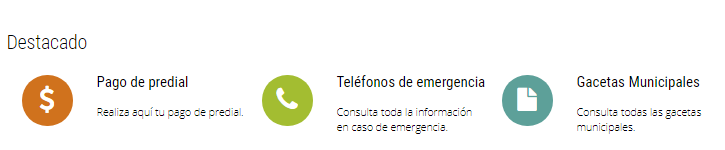 Destacado
Pago de predial
Realiza aquí tu pago de predial.
Teléfonos de emergencia
Consulta toda la información
en caso de emergencia.
Gacetas Municipales
Consulta todas las gacetas
municipales.